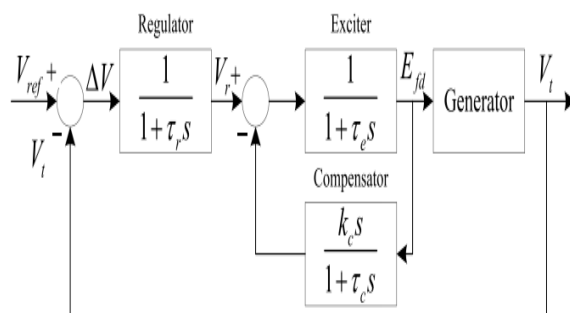 Regulator
Exciter
V_ref +
ΔV
1
1+τ_r s
V_r +
1
1+τ_e s
E_fd
Generator
V_t
-
V_t
-
Compensator
k_c s
1+τ_c s